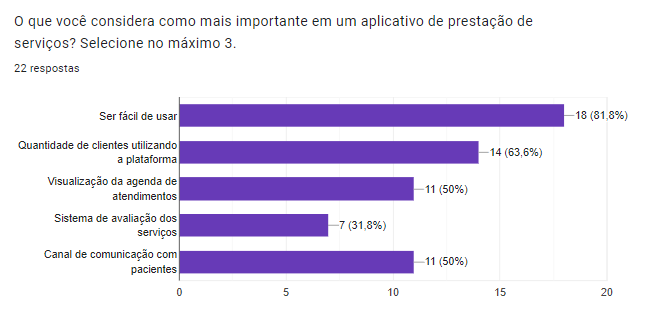 O que você considera como mais importante em um aplicativo de prestação de
serviços? Selecione no máximo 3.
22 respostas
Ser fácil de usar
18 (81,8%)
Quantidade de clientes utilizando
a plataforma
14 (63,6%)
Visualização da agenda de
atendimentos
11 (50%)
Sistema de avaliação dos
serviços
7 (31,8%)
Canal de comunicação com
pacientes
11 (50%)
0
5
10
15
20